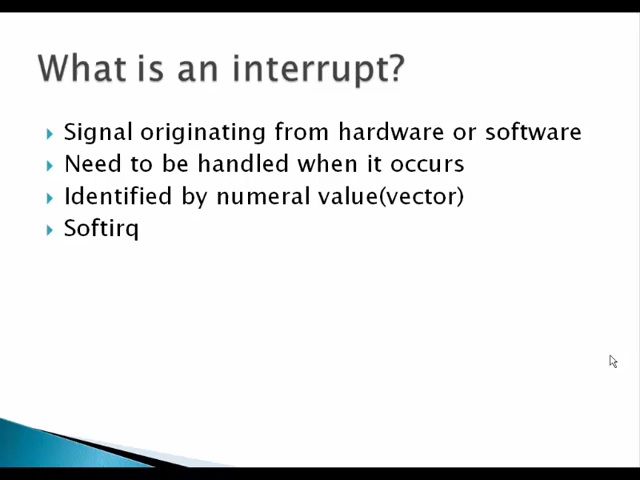 What is an interrupt?
Signal originating from hardware or software
Need to be handled when it occurs
Identified by numeral value(vector)
Softirq